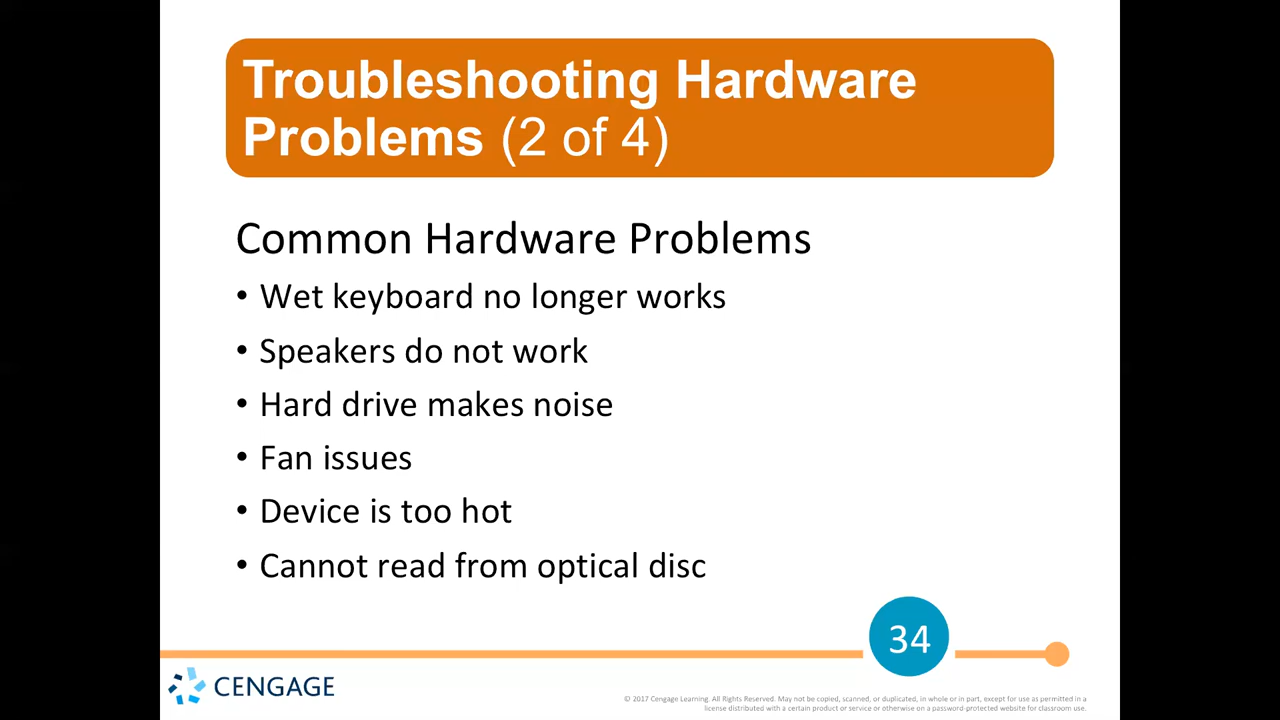 Troubleshooting Hardware
Problems (2 of 4)
Common Hardware Problems
• Wet keyboard no longer works
• Speakers do not work
• Hard drive makes noise
• Fan issues
• Device is too hot
• Cannot read from optical disc
34
CENGAGE
© 2017 Cengage Learning. All Rights Reserved. May not be copied, scanned, or duplicated, in whole or in part, except for use as permitted in a
license distributed with a certain product or service or otherwise on a password-protected website for classroom use.